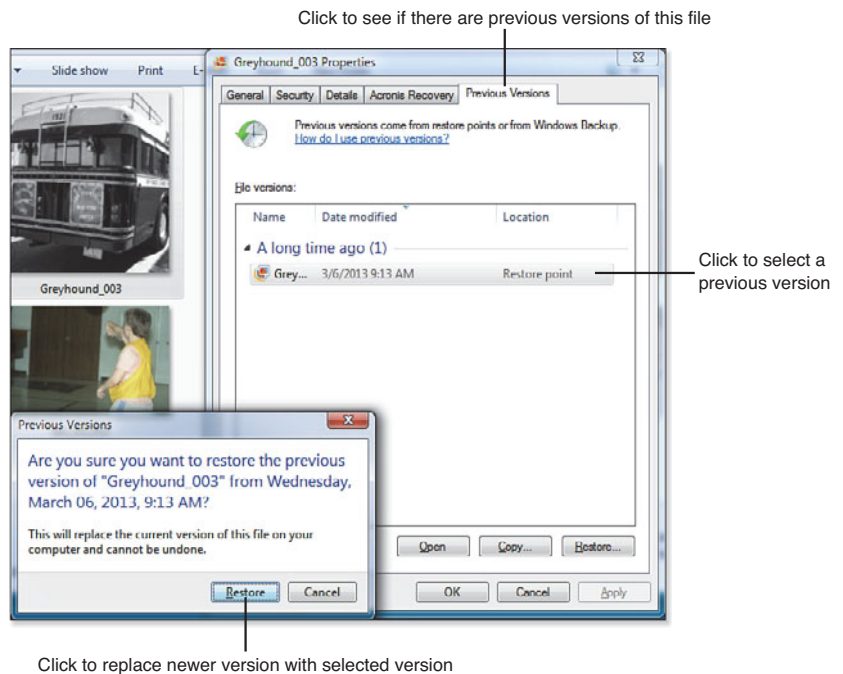 Click to see if there are previous versions of this file
Slide show Print E-
Greyhound_003 Properties
General Security Details Acronis Recovery Previous Versions
Previous versions come from restore points or from Windows Backup.
How do I use previous versions?
File versions:
Name Date modified Location
A long time ago (1)
Grey... 3/6/2013 9:13 AM Restore point
Click to select a
previous version
1921
Greyhound_003
Previous Versions
Are you sure you want to restore the previous
version of "Greyhound_003" from Wednesday,
March 06, 2013, 9:13 AM?
This will replace the current version of this file on your
computer and cannot be undone.
Restore Cancel
Open Copy... Restore...
OK Cancel Apply
Click to replace newer version with selected version